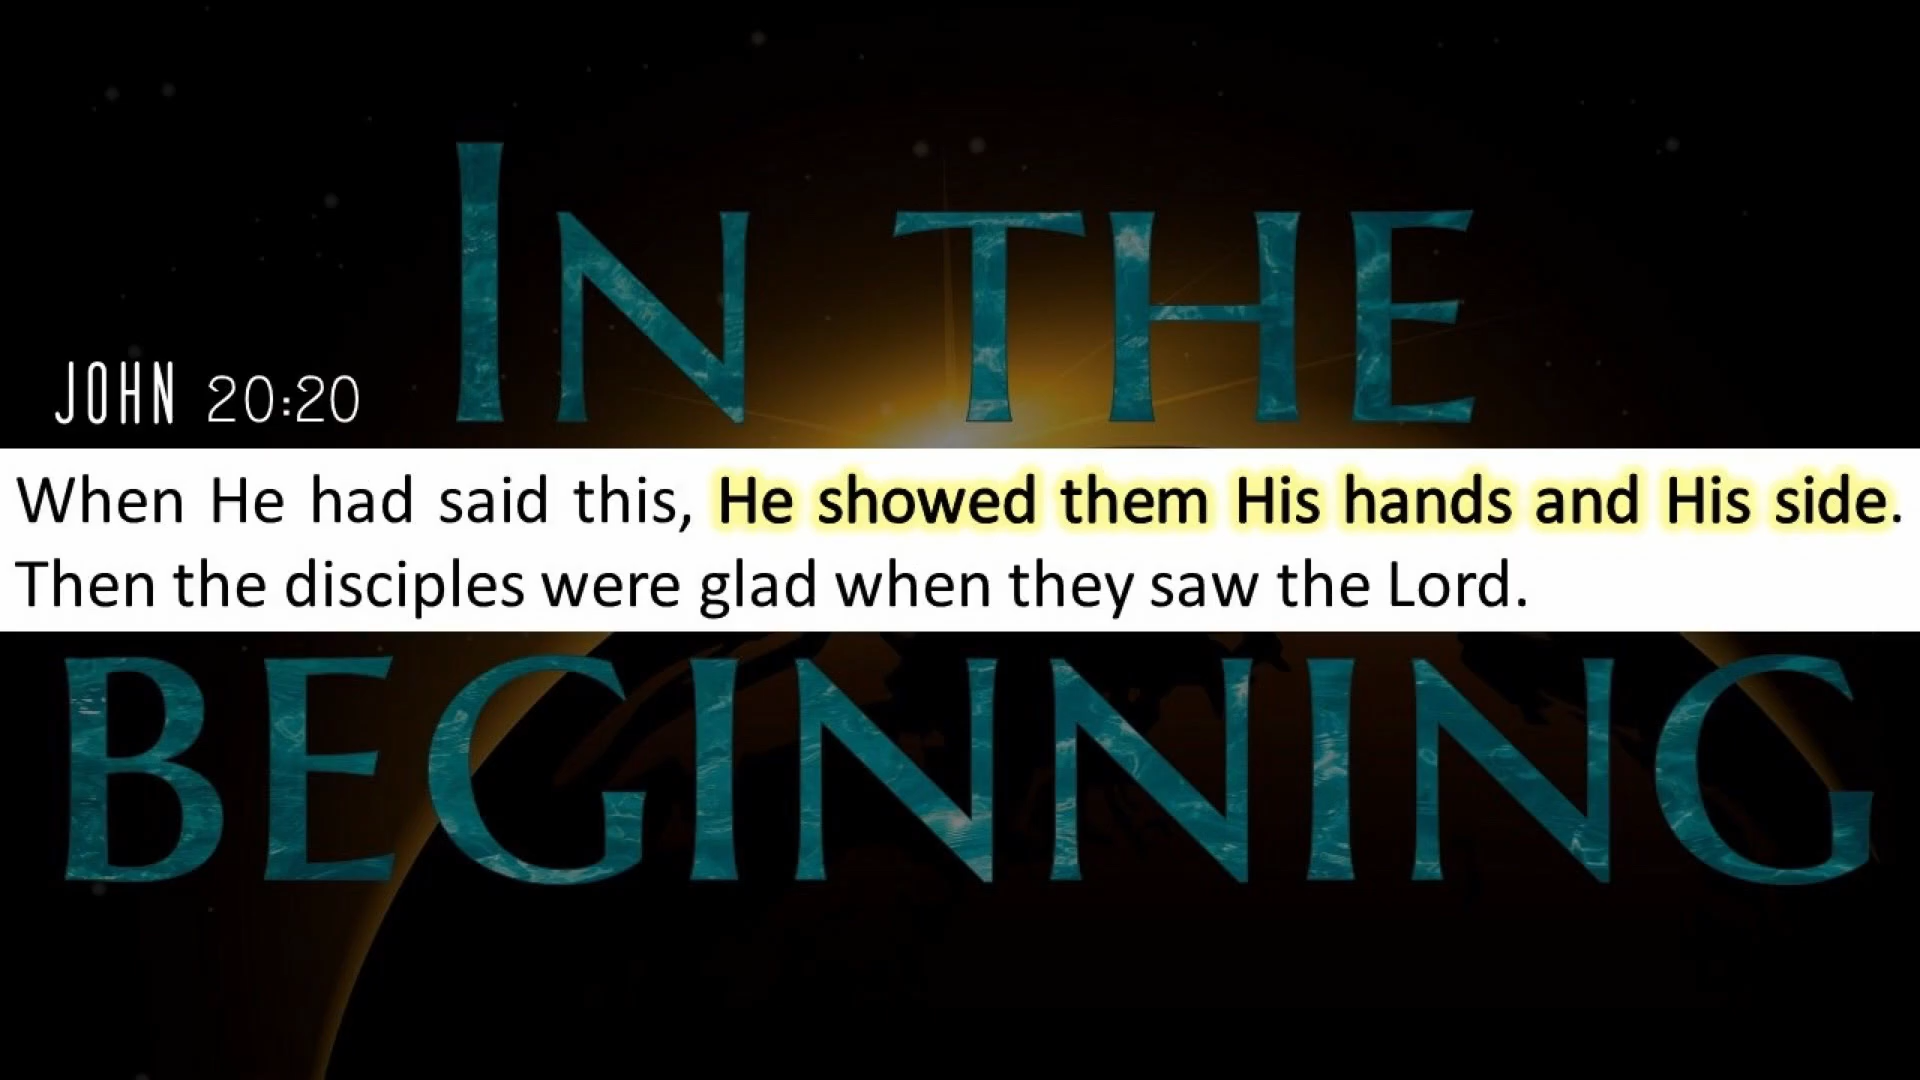 IN THE
JOHN 20:20
When He had said this, He showed them His hands and His side.
Then the disciples were glad when they saw the Lord.
BEGINNING